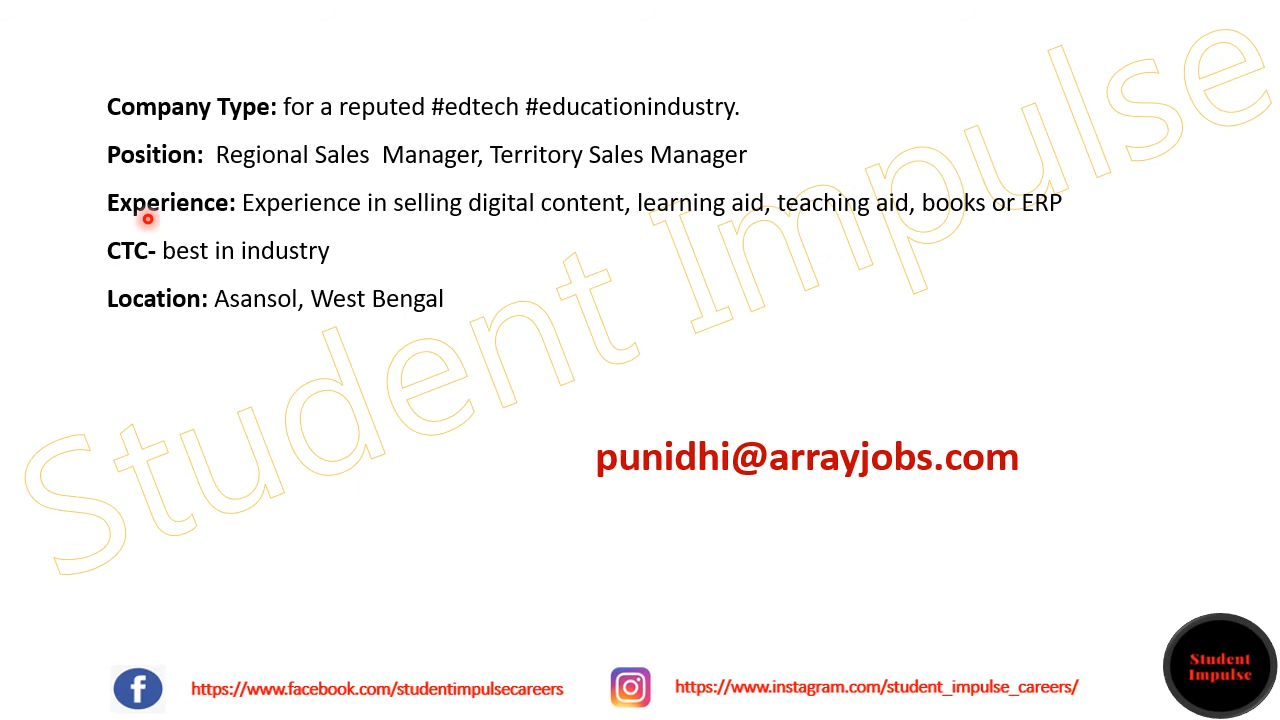 Company Type: for a reputed #edtech #educationindustry.
Position:  Regional Sales  Manager, Territory Sales Manager
Experience: Experience in selling digital content, learning aid, teaching aid, books or ERP
CTC- best in industry
Location: Asansol, West Bengal
Student Impulse
punidhi@arrayjobs.com
https://www.facebook.com/studentimpulsecareers
https://www.instagram.com/student_impulse_careers/
Student
Impulse